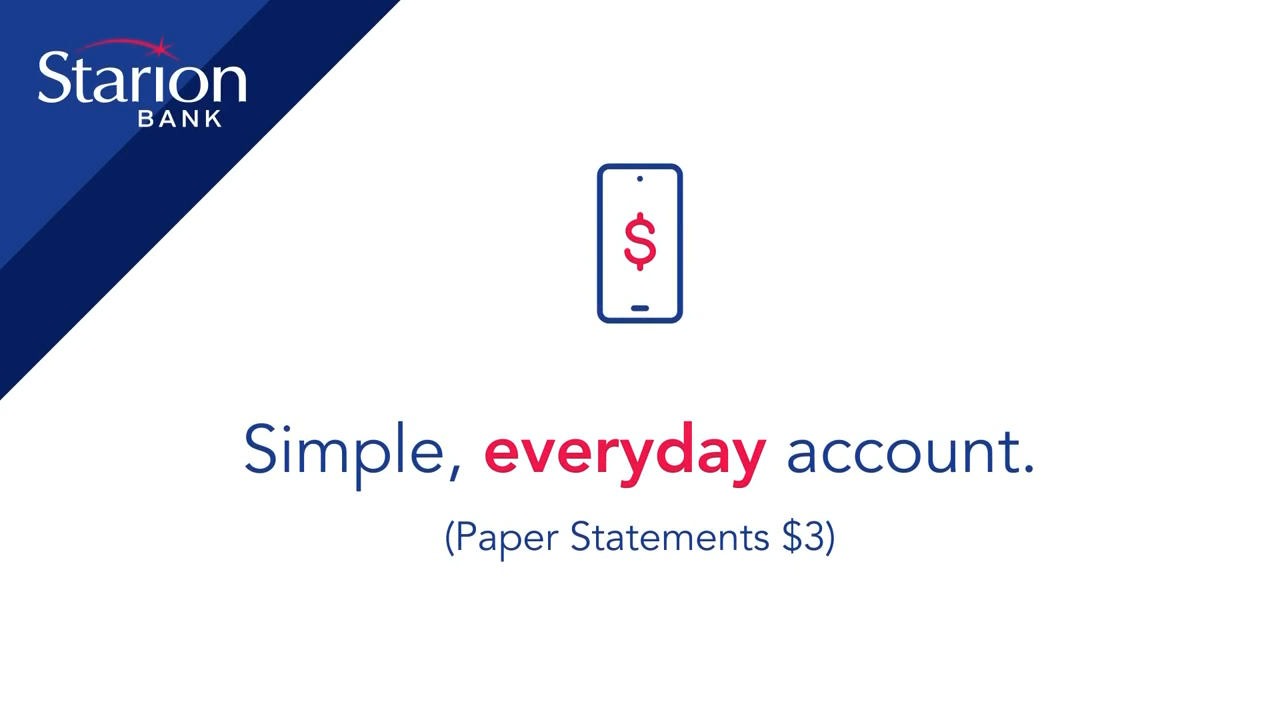 Starion
BANK
$
Simple, everyday account.
(Paper Statements $3)